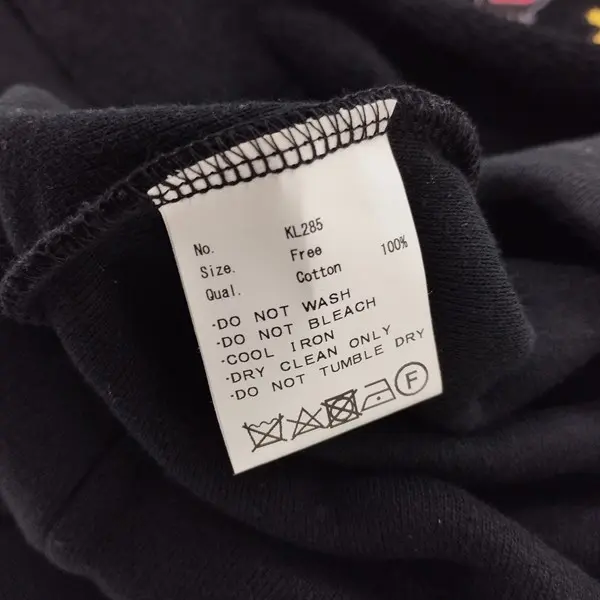 No. KL285
Size. Free
Qual. Cotton 100%
·DO NOT WASH
·DO NOT BLEACH
·COOL IRON
·DRY CLEAN ONLY
·DO NOT TUMBLE DRY
F